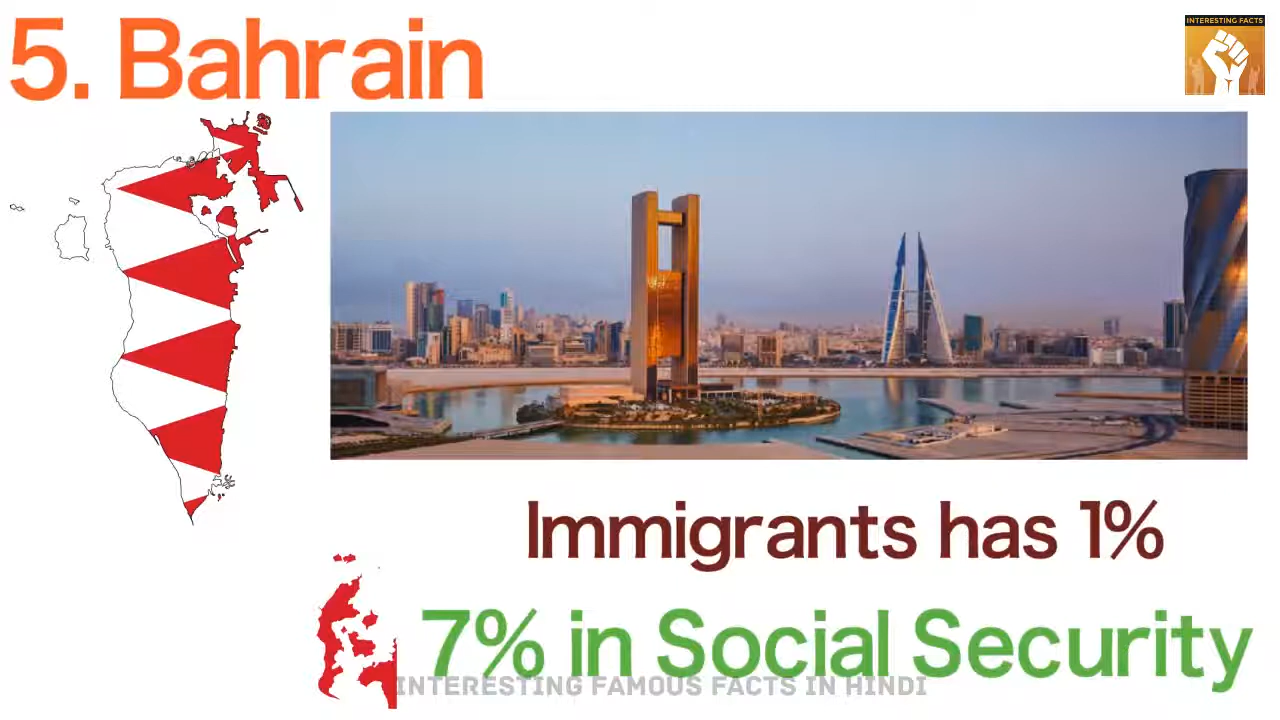 5. Bahrain
INTERESTING FACTS
Immigrants has 1%
7% in Social Security
INTERESTING FAMOUS FACTS IN HINDI